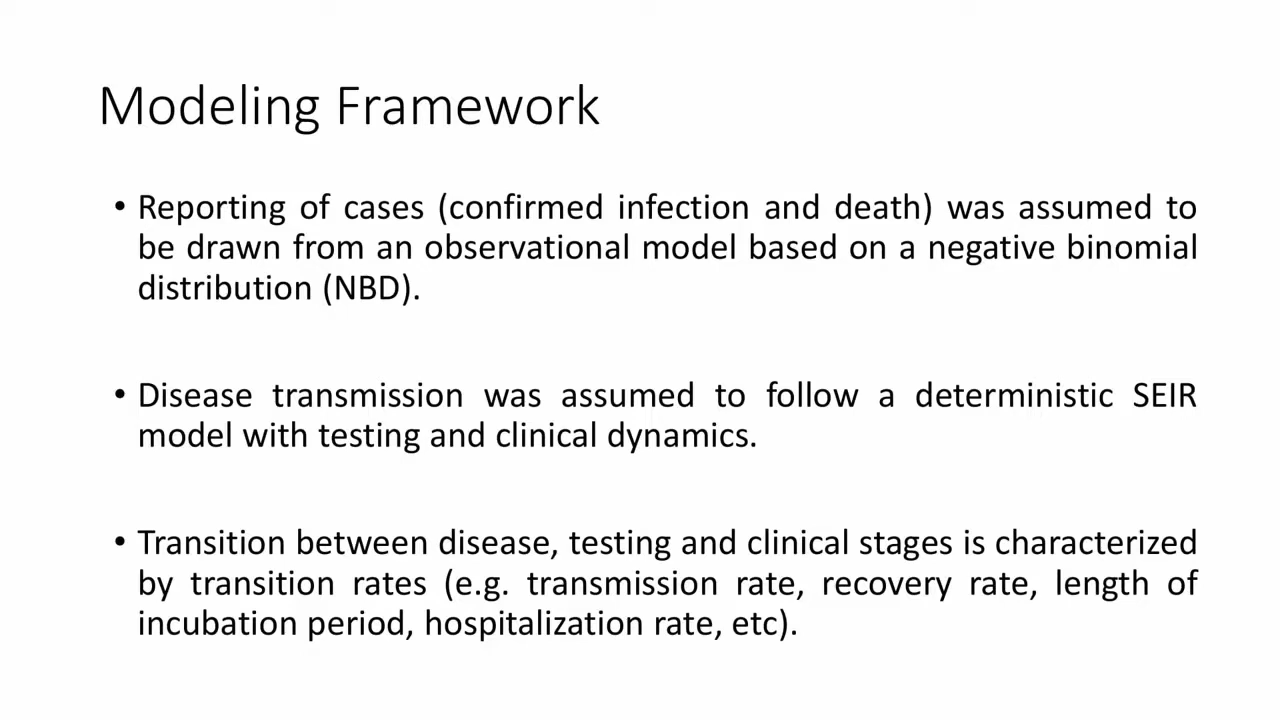 Modeling Framework
• Reporting of cases (confirmed infection and death) was assumed to
be drawn from an observational model based on a negative binomial
distribution (NBD).
• Disease transmission was assumed to follow a deterministic SEIR
model with testing and clinical dynamics.
• Transition between disease, testing and clinical stages is characterized
by transition rates (e.g. transmission rate, recovery rate, length of
incubation period, hospitalization rate, etc).